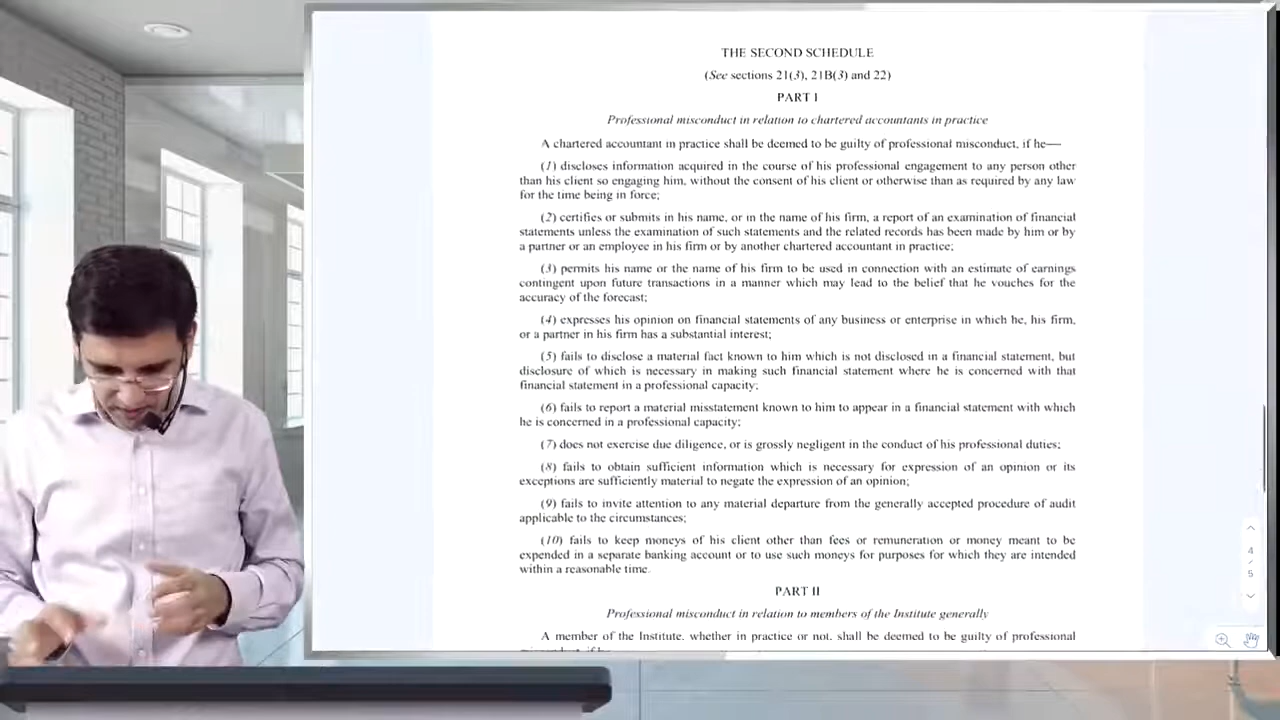 THE SECOND SCHEDULE
(See sections 21(3), 21B(3) and 22)
PART I
Professional misconduct in relation to chartered accountants in practice
A chartered accountant in practice shall be deemed to be guilty of professional misconduct, if he—
(1) discloses information acquired in the course of his professional engagement to any person other
than his client so engaging him, without the consent of his client or otherwise than as required by any law
for the time being in force;
(2) certifies or submits in his name, or in the name of his firm, a report of an examination of financial
statements unless the examination of such statements and the related records has been made by him or by
a partner or an employee in his firm or by another chartered accountant in practice;
(3) permits his name or the name of his firm to be used in connection with an estimate of earnings
contingent upon future transactions in a manner which may lead to the belief that he vouches for the
accuracy of the forecast;
(4) expresses his opinion on financial statements of any business or enterprise in which he, his firm,
or a partner in his firm has a substantial interest;
(5) fails to disclose a material fact known to him which is not disclosed in a financial statement, but
disclosure of which is necessary in making such financial statement where he is concerned with that
financial statement in a professional capacity;
(6) fails to report a material misstatement known to him to appear in a financial statement with which
he is concerned in a professional capacity;
(7) does not exercise due diligence, or is grossly negligent in the conduct of his professional duties;
(8) fails to obtain sufficient information which is necessary for expression of an opinion or its
exceptions are sufficiently material to negate the expression of an opinion;
(9) fails to invite attention to any material departure from the generally accepted procedure of audit
applicable to the circumstances;
(10) fails to keep moneys of his client other than fees or remuneration or money meant to be
expended in a separate banking account or to use such moneys for purposes for which they are intended
within a reasonable time.
PART II
Professional misconduct in relation to members of the Institute generally
A member of the Institute, whether in practice or not, shall be deemed to be guilty of professional
4
/
5